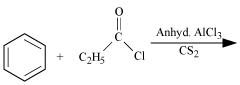 O
C
+
C₂H₅
Cl
Anhyd. AlCl₃
CS₂